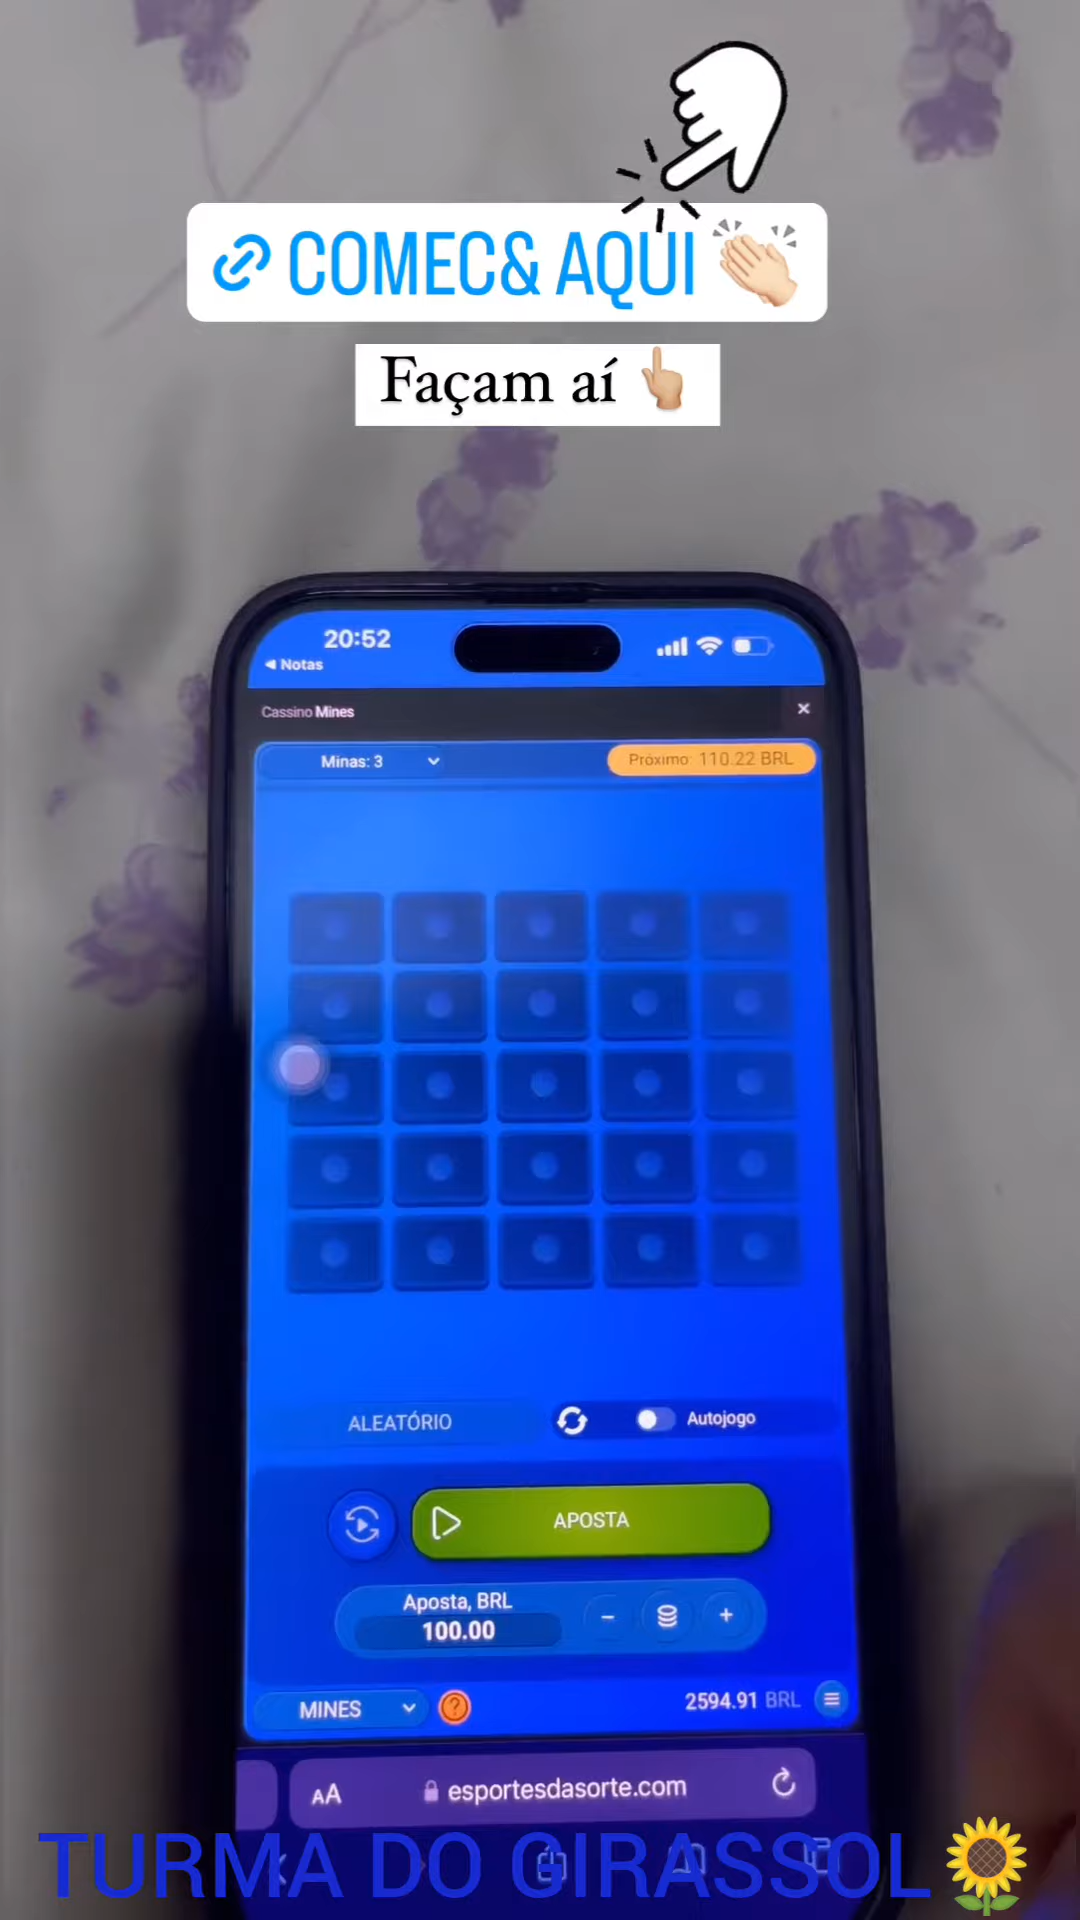 COMEC& AQUI
Façam aí
20:52
Notas
Cassino Mines
Minas: 3
Próximo: 110.22 BRL
ALEATÓRIO
Autojogo
APOSTA
Aposta, BRL
100.00
MINES
?
2594.91 BRL
AA
esportesdasorte.com
TURMA DO GIRASSOL